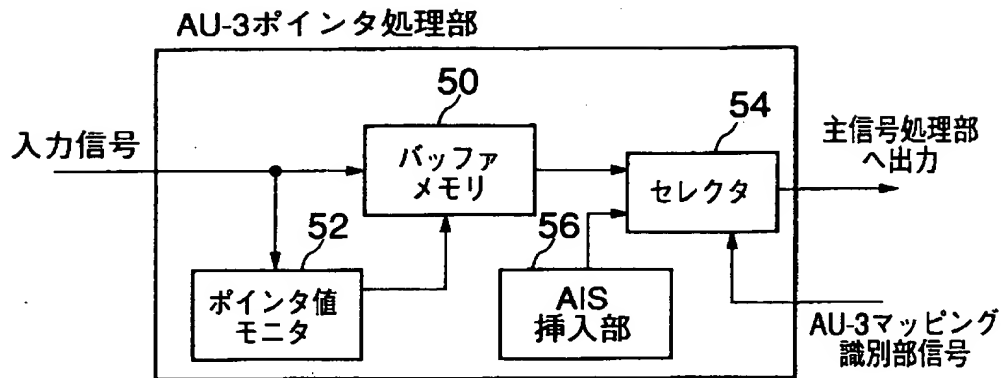 AU-3ポインタ処理部
50
54
入力信号
バッファ
メモリ
セレクタ
主信号処理部
へ出力
52
56
ポインタ値
モニタ
AIS
挿入部
AU-3マッピング
識別部信号